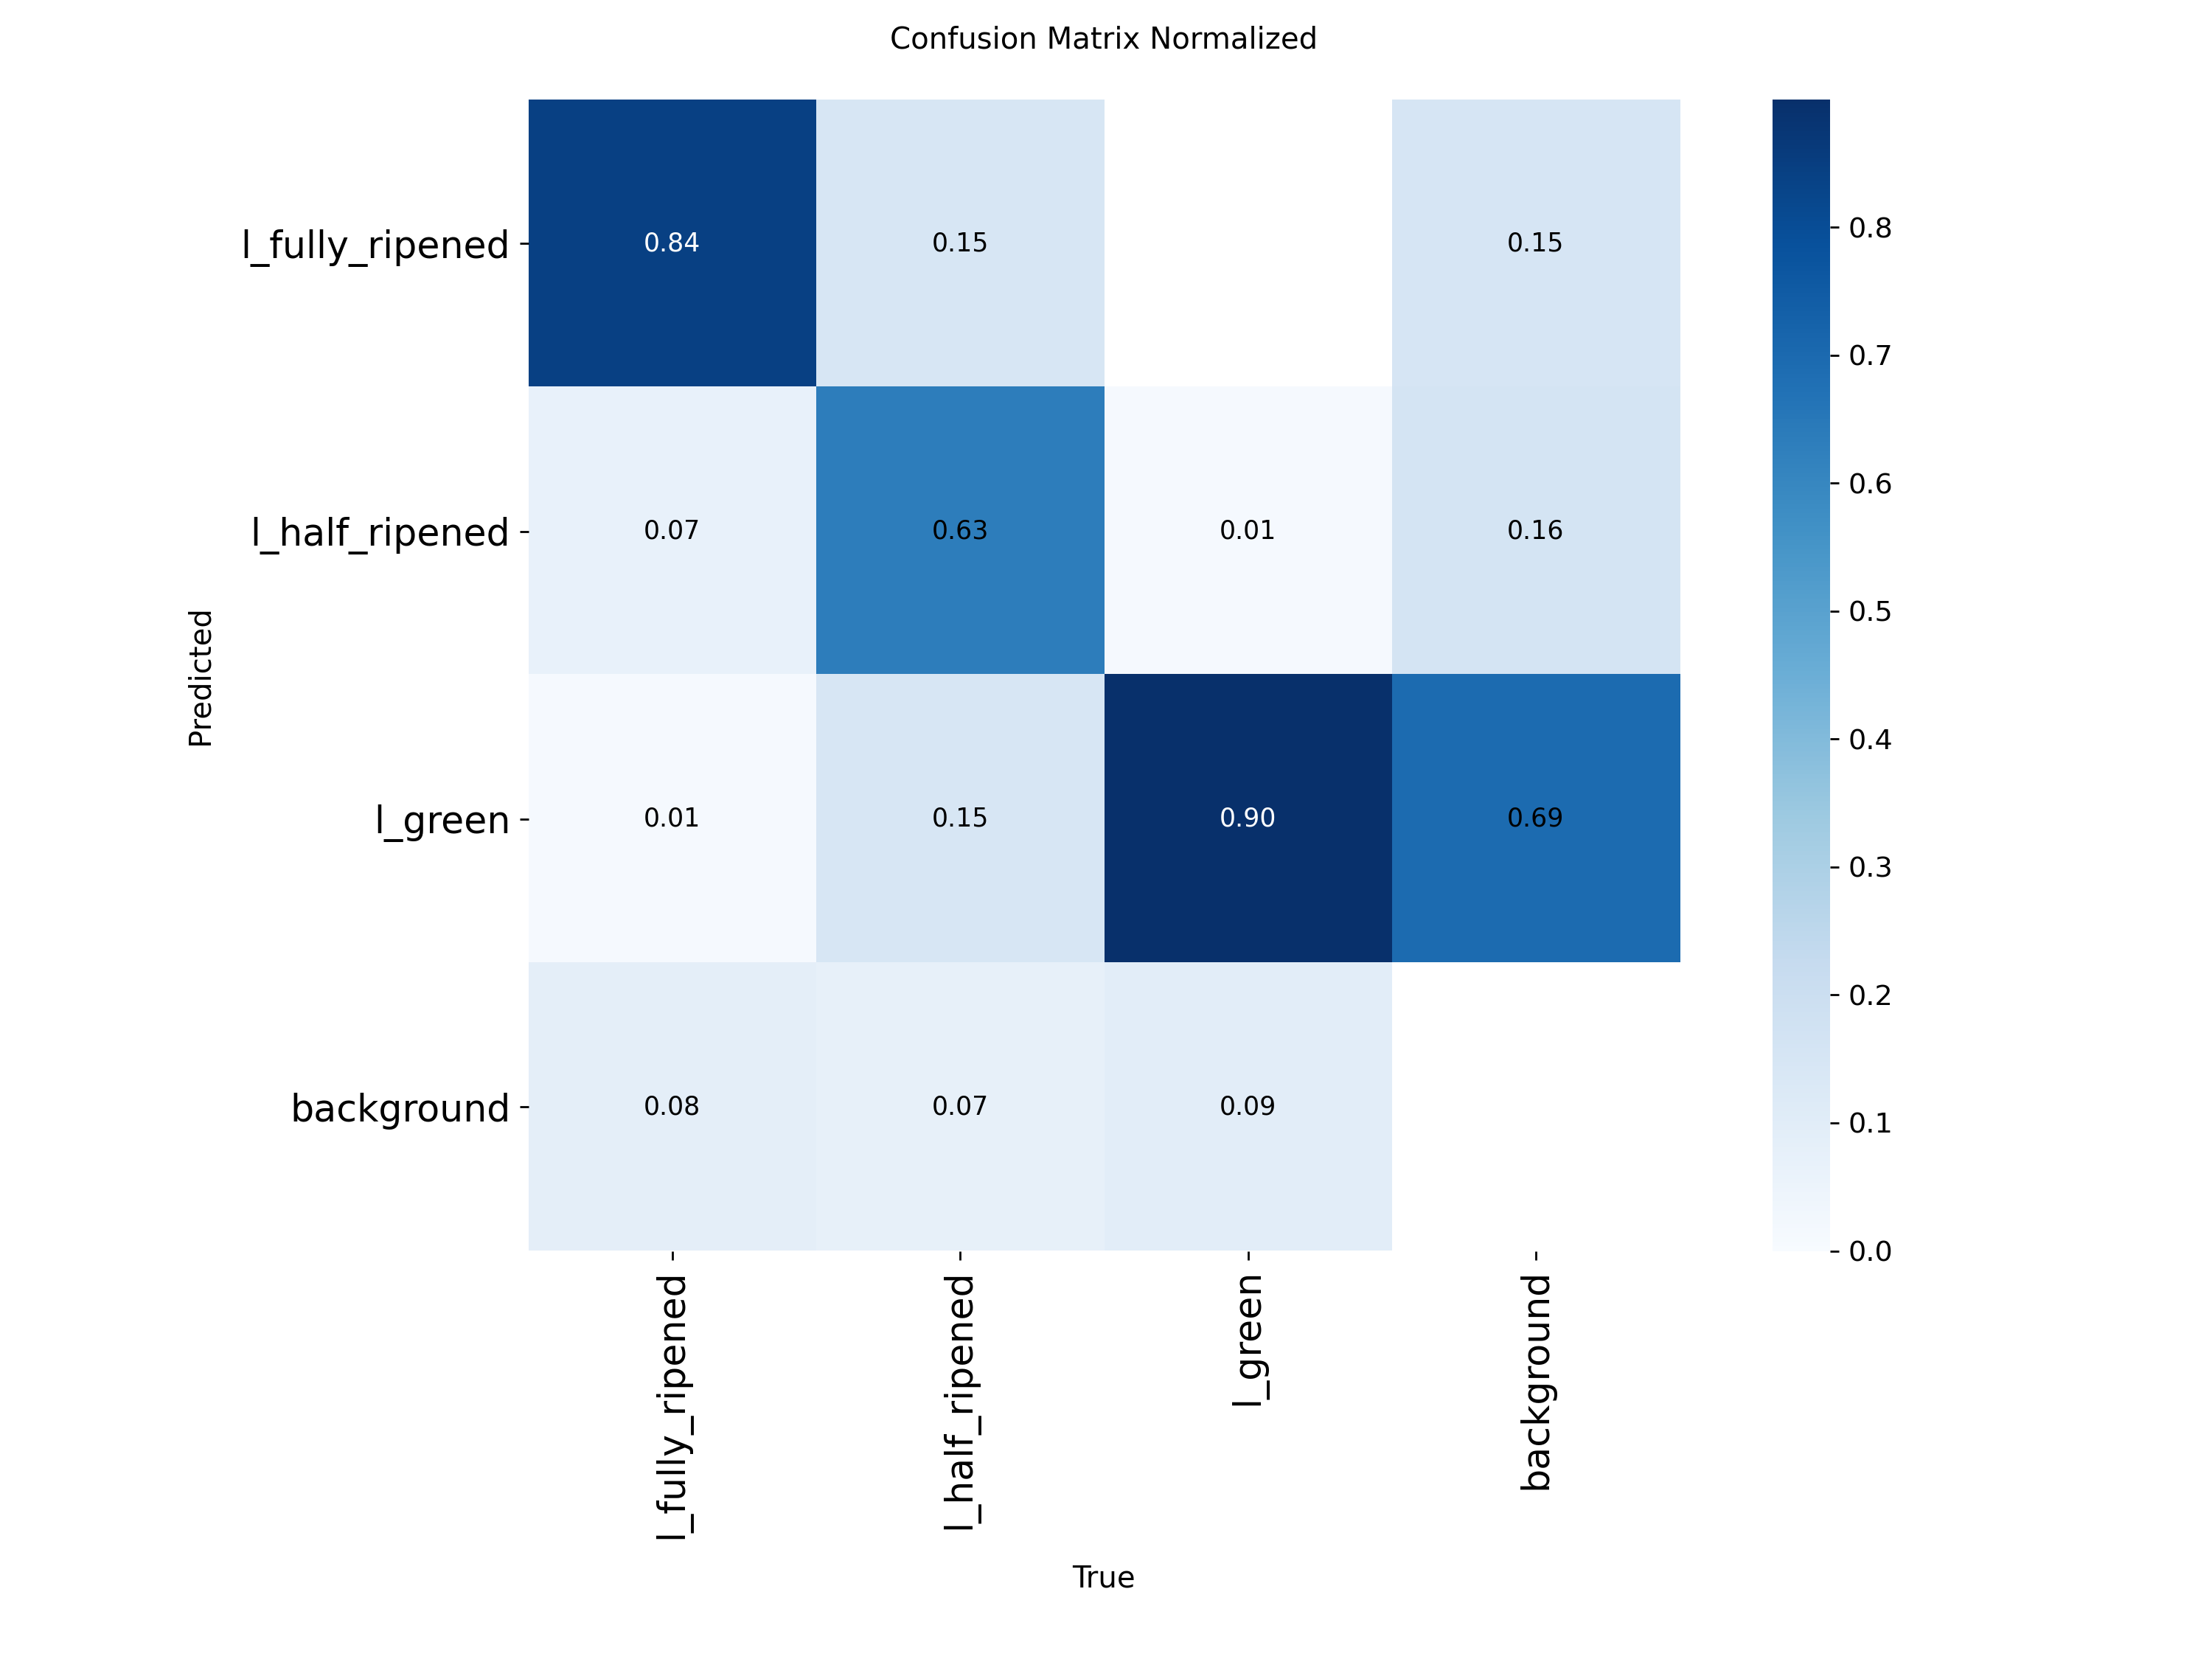 Confusion Matrix Normalized
l_fully_ripened 0.84 0.15 0.15
l_half_ripened 0.07 0.63 0.01 0.16
l_green 0.01 0.15 0.90 0.69
background 0.08 0.07 0.09
Predicted
l_fully_ripened l_half_ripened l_green background
True
0.8
0.7
0.6
0.5
0.4
0.3
0.2
0.1
0.0